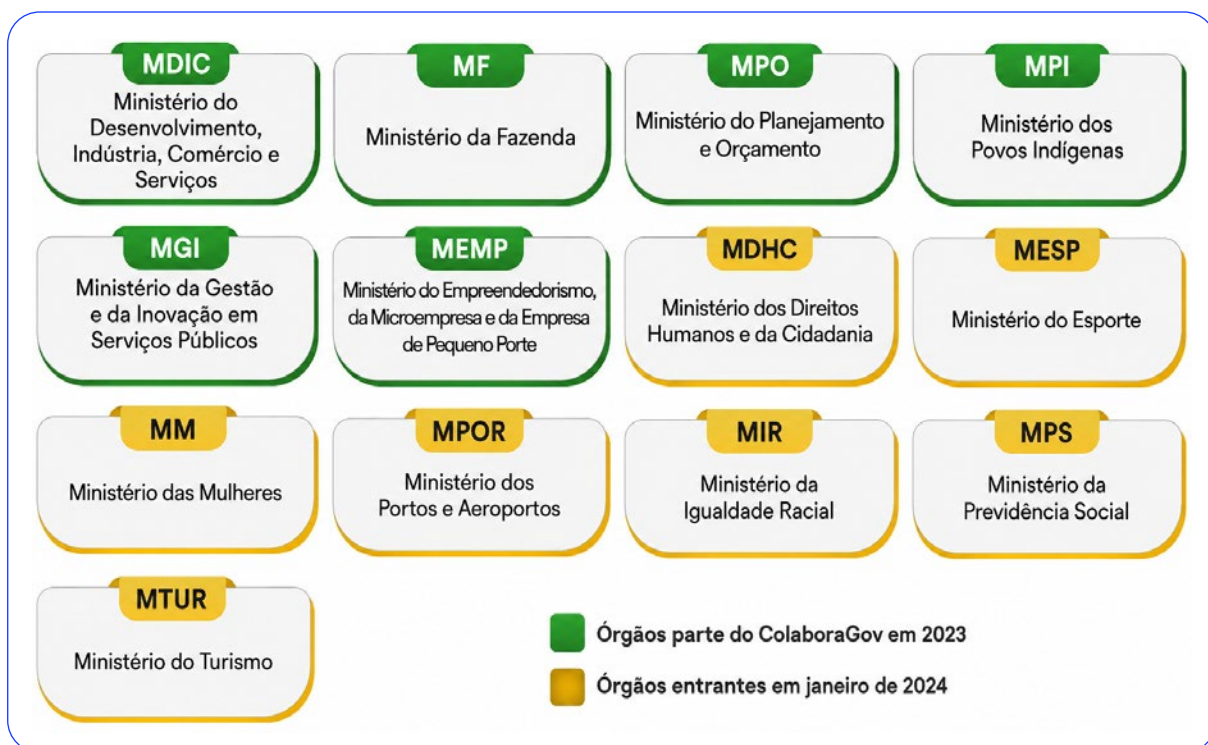 MDIC
Ministério do
Desenvolvimento,
Indústria, Comércio e
Serviços
MF
Ministério da Fazenda
MPO
Ministério do Planejamento
e Orçamento
MPI
Ministério dos
Povos Indígenas
MGI
Ministério da Gestão
e da Inovação em
Serviços Públicos
MEMP
Ministério do Empreendedorismo,
da Microempresa e da Empresa
de Pequeno Porte
MDHC
Ministério dos Direitos
Humanos e da Cidadania
MESP
Ministério do Esporte
MM
Ministério das Mulheres
MPOR
Ministério dos
Portos e Aeroportos
MIR
Ministério da
Igualdade Racial
MPS
Ministério da
Previdência Social
MTUR
Ministério do Turismo
Órgãos parte do ColaboraGov em 2023
Órgãos entrantes em janeiro de 2024